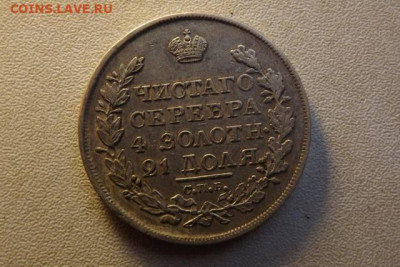 COINS.LAVE.RU
ЧИСТАГО
СЕРЕБРА
4 ЗОЛОТН.
21 ДОЛЯ
С.П.Б.